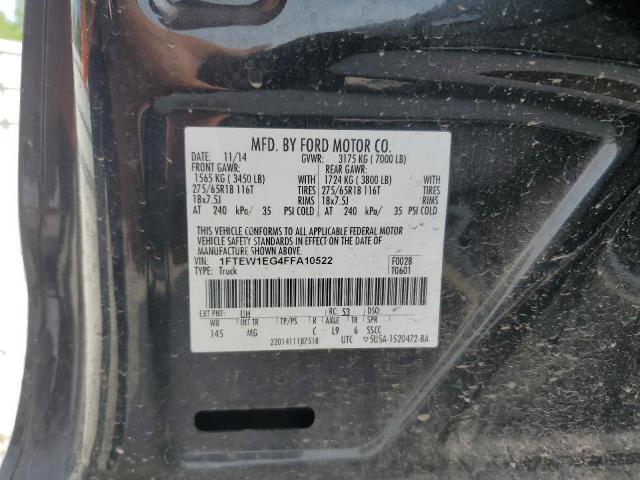 MFD. BY FORD MOTOR CO.
DATE: 11/14 GVWR: 3175 KG ( 7000 LB)
FRONT GAWR: REAR GAWR:
1565 KG ( 3450 LB) WITH 1724 KG ( 3800 LB) WITH
275/65R18 116T TIRES 275/65R18 116T TIRES
18x7.5J RIMS 18x7.5J RIMS
AT 240 kPa/ 35 PSI COLD AT 240 kPa/ 35 PSI COLD
THIS VEHICLE CONFORMS TO ALL APPLICABLE FEDERAL MOTOR
VEHICLE SAFETY AND THEFT PREVENTION STANDARDS IN EFFECT ON THE DATE OF
MANUFACTURE SHOWN ABOVE.
VIN: 1FTEW1EG4FFA10522 F0028
TYPE: Truck T0601
EXT PNT: UH RC: 53 DSO:
WB INT TR TP/PS R AXLE TR SPR
145 MG C L9 6 S5CC
2201411187518 UTC ▽5U5A-1520472-BA